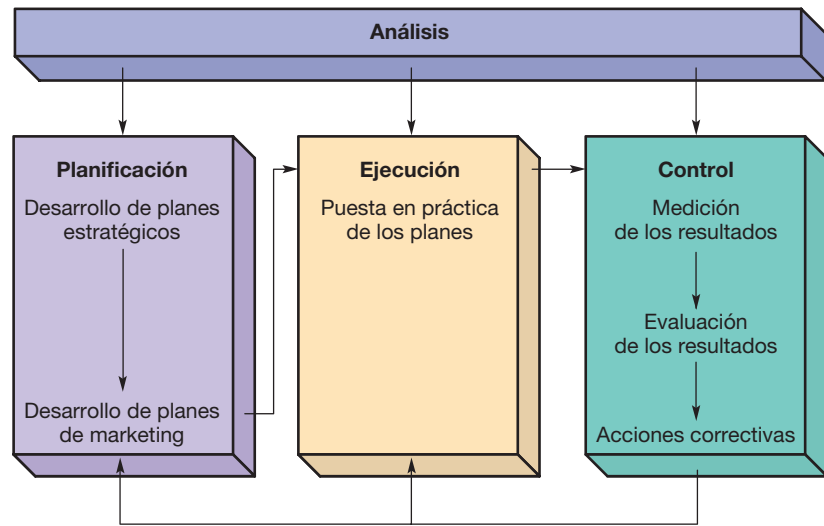 Análisis
Planificación
Desarrollo de planes
estratégicos
Desarrollo de planes
de marketing
Ejecución
Puesta en práctica
de los planes
Control
Medición
de los resultados
Evaluación
de los resultados
Acciones correctivas